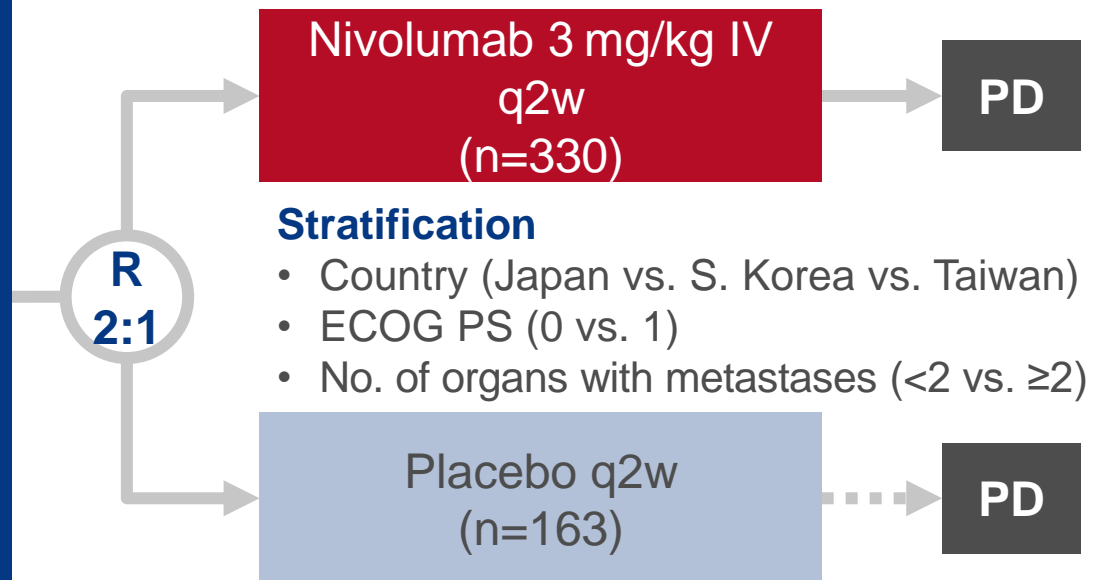 Nivolumab 3 mg/kg IV
q2w
(n=330)
PD
R
2:1
Stratification
• Country (Japan vs. S. Korea vs. Taiwan)
• ECOG PS (0 vs. 1)
• No. of organs with metastases (<2 vs. ≥2)
Placebo q2w
(n=163)
PD